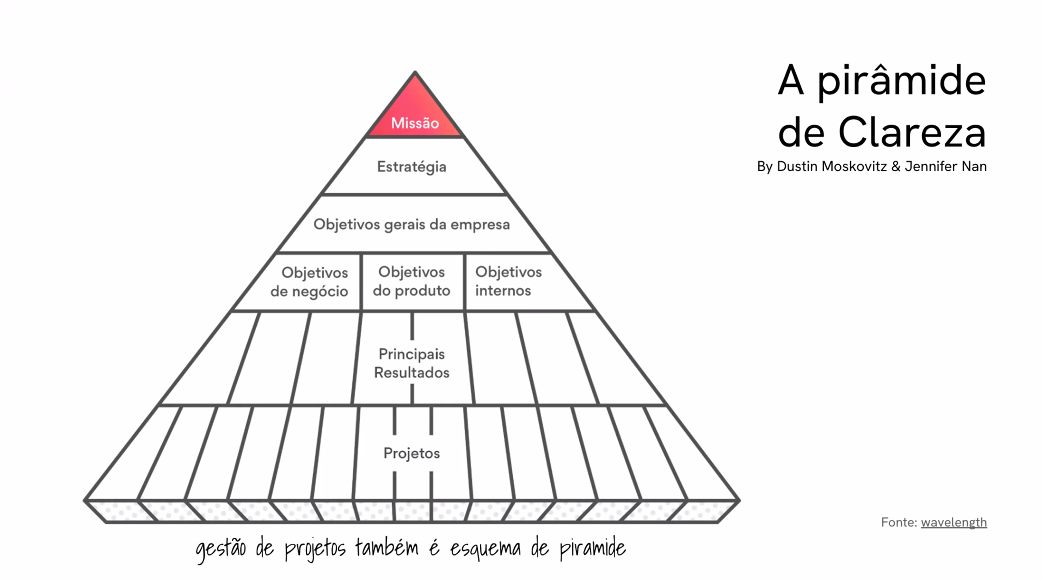 A pirâmide
de Clareza
By Dustin Moskovitz & Jennifer Nan
Missão
Estratégia
Objetivos gerais da empresa
Objetivos
de negócio
Objetivos
do produto
Objetivos
internos
Principais
Resultados
Projetos
gestão de projetos também é esquema de piramide
Fonte: wavelength